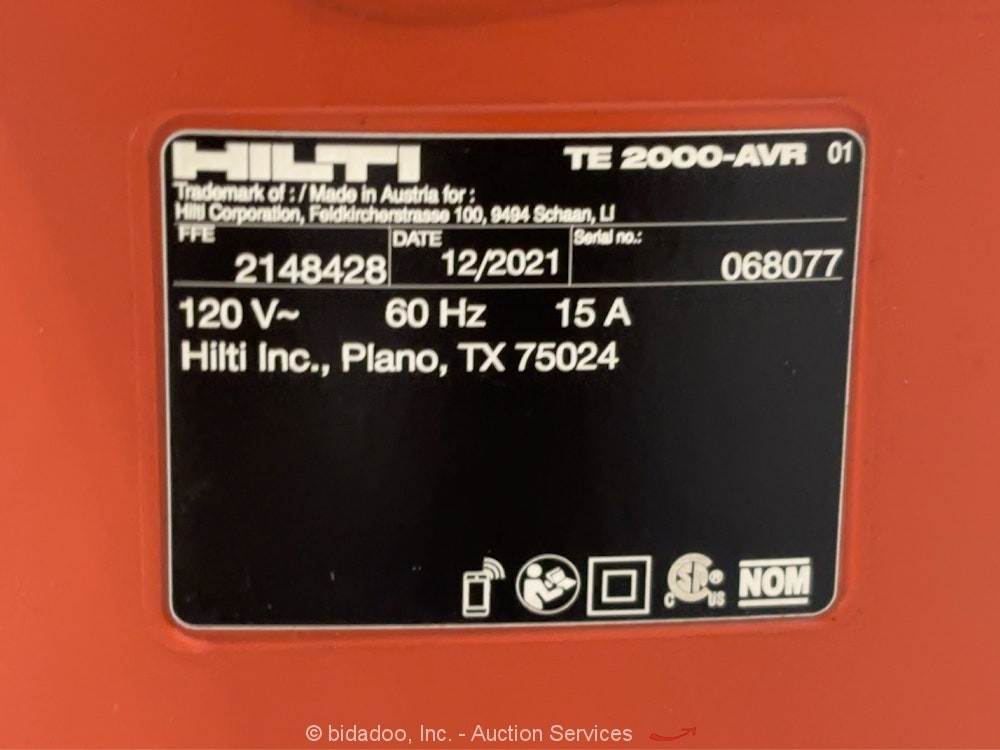 HILTI TE 2000-AVR 01
Trademark of : / Made in Austria for :
Hilti Corporation, Feldkircherstrasse 100, 9494 Schaan, LI
FFE DATE Serial no.:
2148428 12/2021 068077
120 V~ 60 Hz 15 A
Hilti Inc., Plano, TX 75024
C SA ® C US NOM
© bidadoo, Inc. - Auction Services